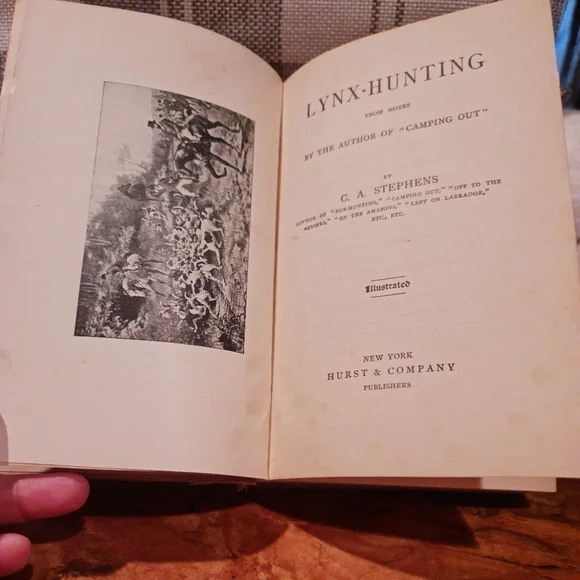 LYNX-HUNTING
FROM NOTES
BY THE AUTHOR OF "CAMPING OUT"
BY
C. A. STEPHENS
AUTHOR OF "FOX-HUNTING," "CAMPING OUT," "OFF TO THE
GEYSERS," "ON THE AMAZONS," "LEFT ON LABRADOR,"
ETC., ETC.
Illustrated
NEW YORK
HURST & COMPANY
PUBLISHERS